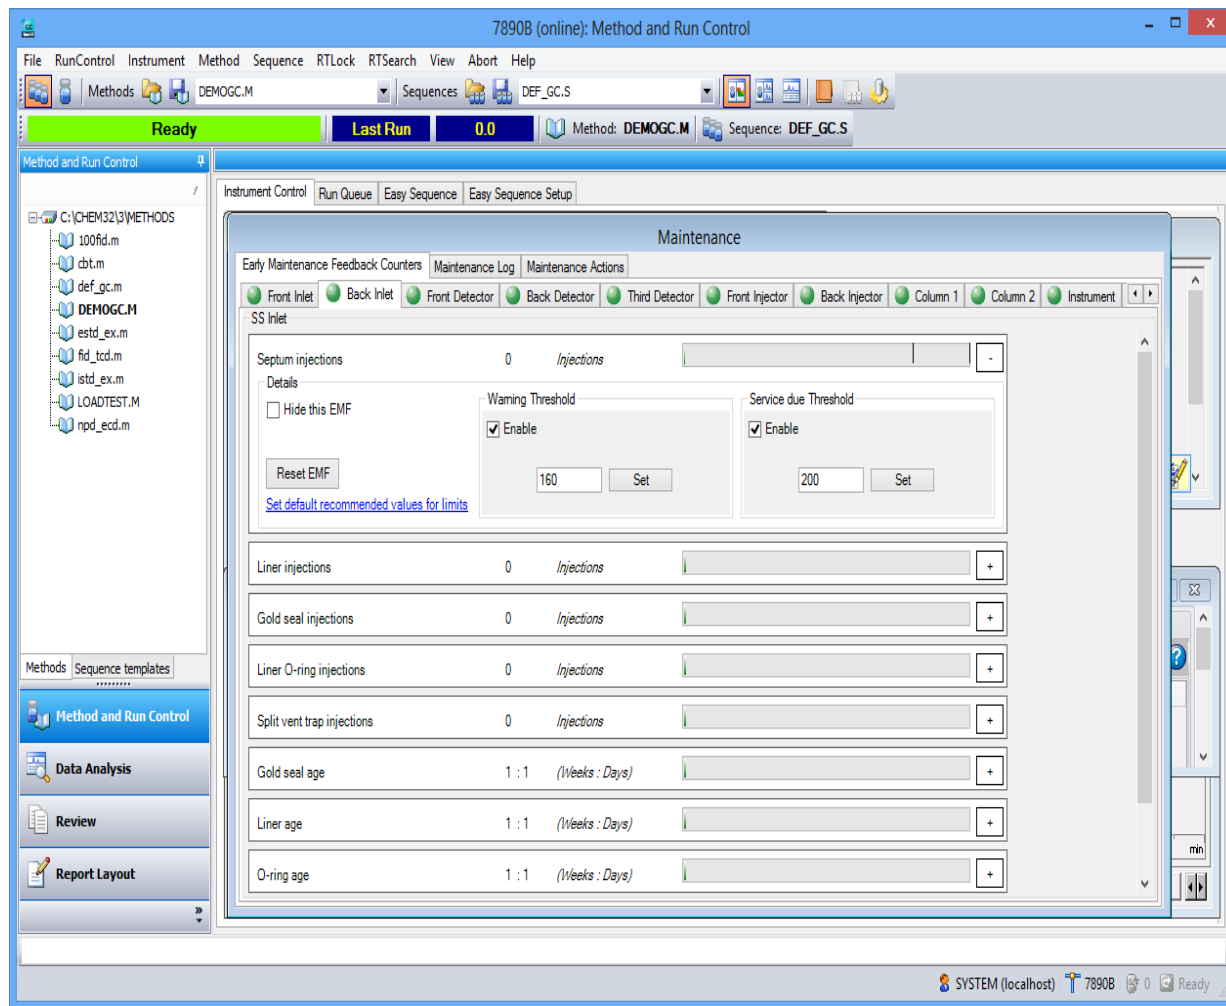 7890B (online): Method and Run Control
File RunControl Instrument Method Sequence RTLock RTSearch View Abort Help
Methods DEMOGC.M Sequences DEF_GC.S
Ready Last Run 0.0 Method: DEMOGC.M Sequence: DEF_GC.S
Method and Run Control
Instrument Control Run Queue Easy Sequence Easy Sequence Setup
C:\CHEM32\3\METHODS
100fid.m
cbt.m
def_gc.m
DEMOGC.M
estd_ex.m
fid_tcd.m
istd_ex.m
LOADTEST.M
npd_ecd.m
Methods Sequence templates
Method and Run Control
Data Analysis
Review
Report Layout
Maintenance
Early Maintenance Feedback Counters Maintenance Log Maintenance Actions
Front Inlet Back Inlet Front Detector Back Detector Third Detector Front Injector Back Injector Column 1 Column 2 Instrument
SS Inlet
Septum injections 0 Injections -
Details
Hide this EMF
Reset EMF
Set default recommended values for limits
Warning Threshold
Enable
160 Set
Service due Threshold
Enable
200 Set
Liner injections 0 Injections +
Gold seal injections 0 Injections +
Liner O-ring injections 0 Injections +
Split vent trap injections 0 Injections +
Gold seal age 1 : 1 (Weeks : Days) +
Liner age 1 : 1 (Weeks : Days) +
O-ring age 1 : 1 (Weeks : Days) +
min
SYSTEM (localhost) 7890B 0 Ready